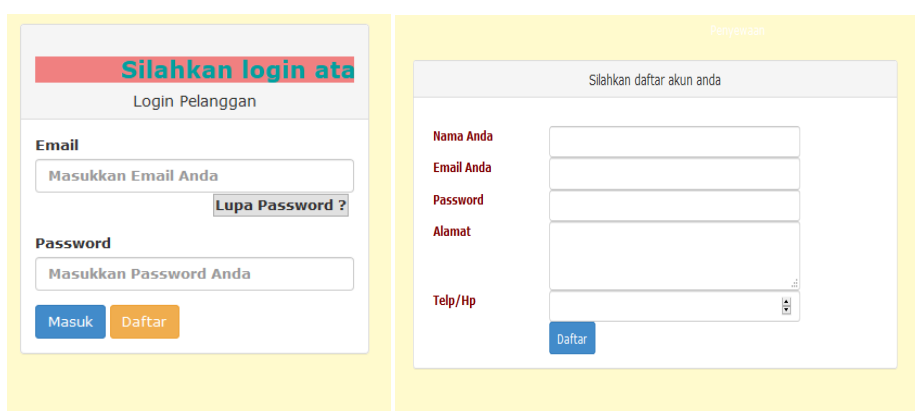 Silahkan login ata
Login Pelanggan
Email
Masukkan Email Anda
Lupa Password ?
Password
Masukkan Password Anda
Masuk Daftar
Silahkan daftar akun anda
Nama Anda
Email Anda
Password
Alamat
Telp/Hp
Daftar